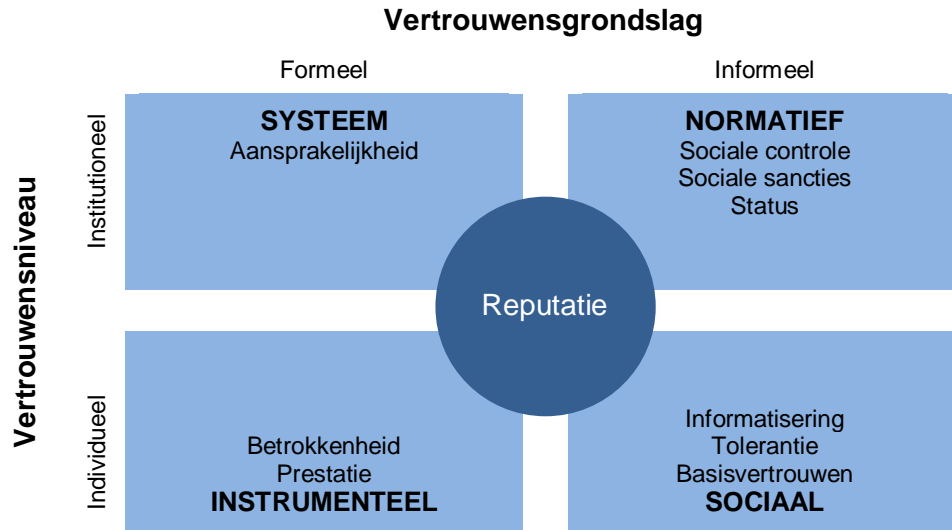 Vertrouwensgrondslag
Formeel
Informeel
Vertrouwensniveau
Institutioneel
SYSTEEM
Aansprakelijkheid
NORMATIEF
Sociale controle
Sociale sancties
Status
Reputatie
Individueel
Betrokkenheid
Prestatie
INSTRUMENTEEL
Informatisering
Tolerantie
Basisvertrouwen
SOCIAAL